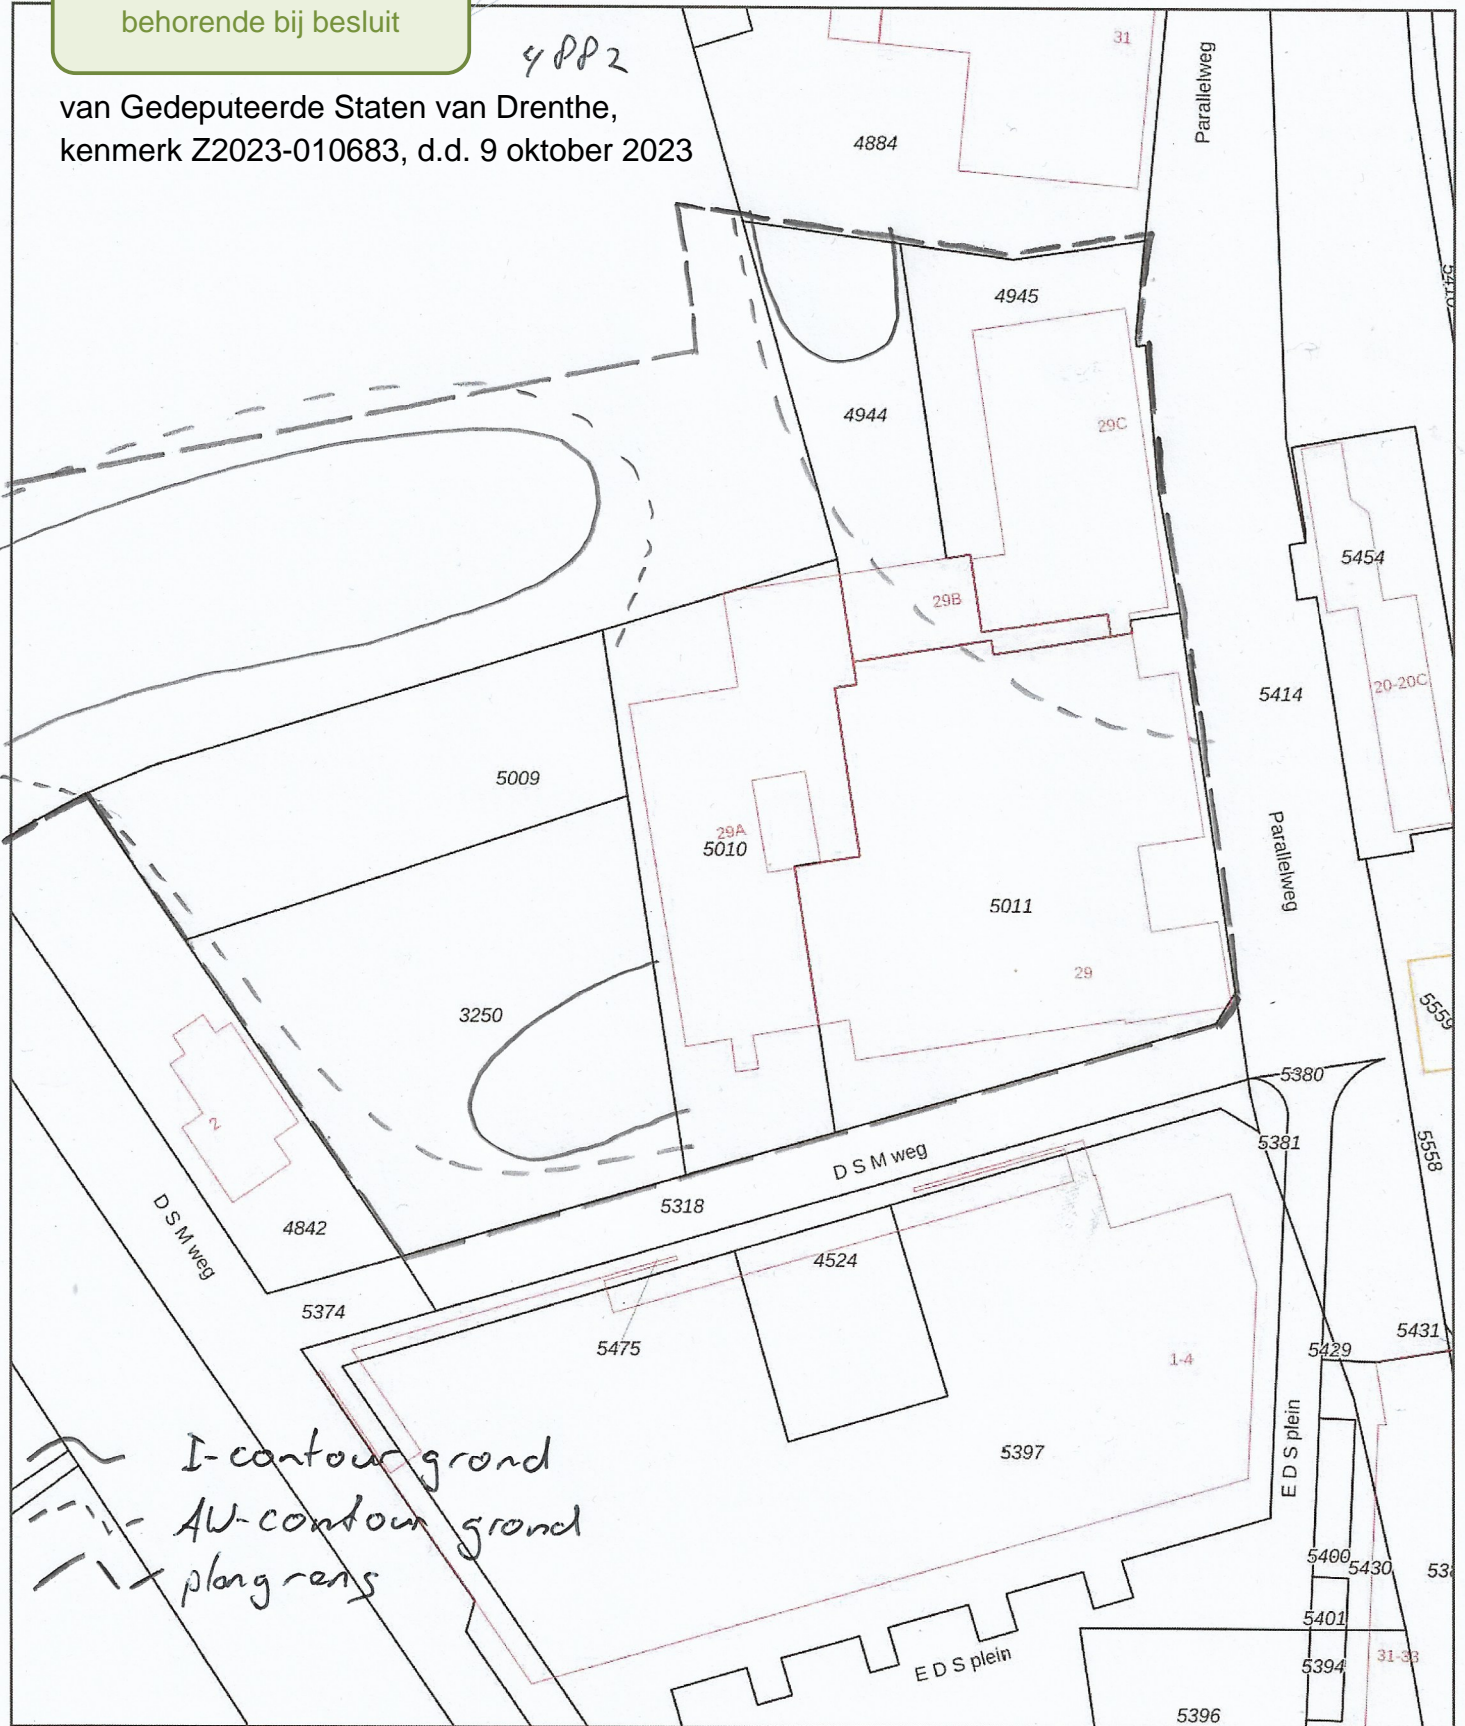 behorende bij besluit
4882
van Gedeputeerde Staten van Drenthe,
kenmerk Z2023-010683, d.d. 9 oktober 2023
31
Parallelweg
4884
4945
4944
29C
5454
29B
5414
20-20C
5009
29A
5010
Parallelweg
5011
29
5559
3250
5380
2
5381
5558
D S M weg
D S M weg
5318
4842
4524
5374
5475
5431
5429
1-4
5397
E D S plein
I-contour grond
AW-contour grond
plangrens
5400
5430
5401
E D S plein
5394
31-33
5396